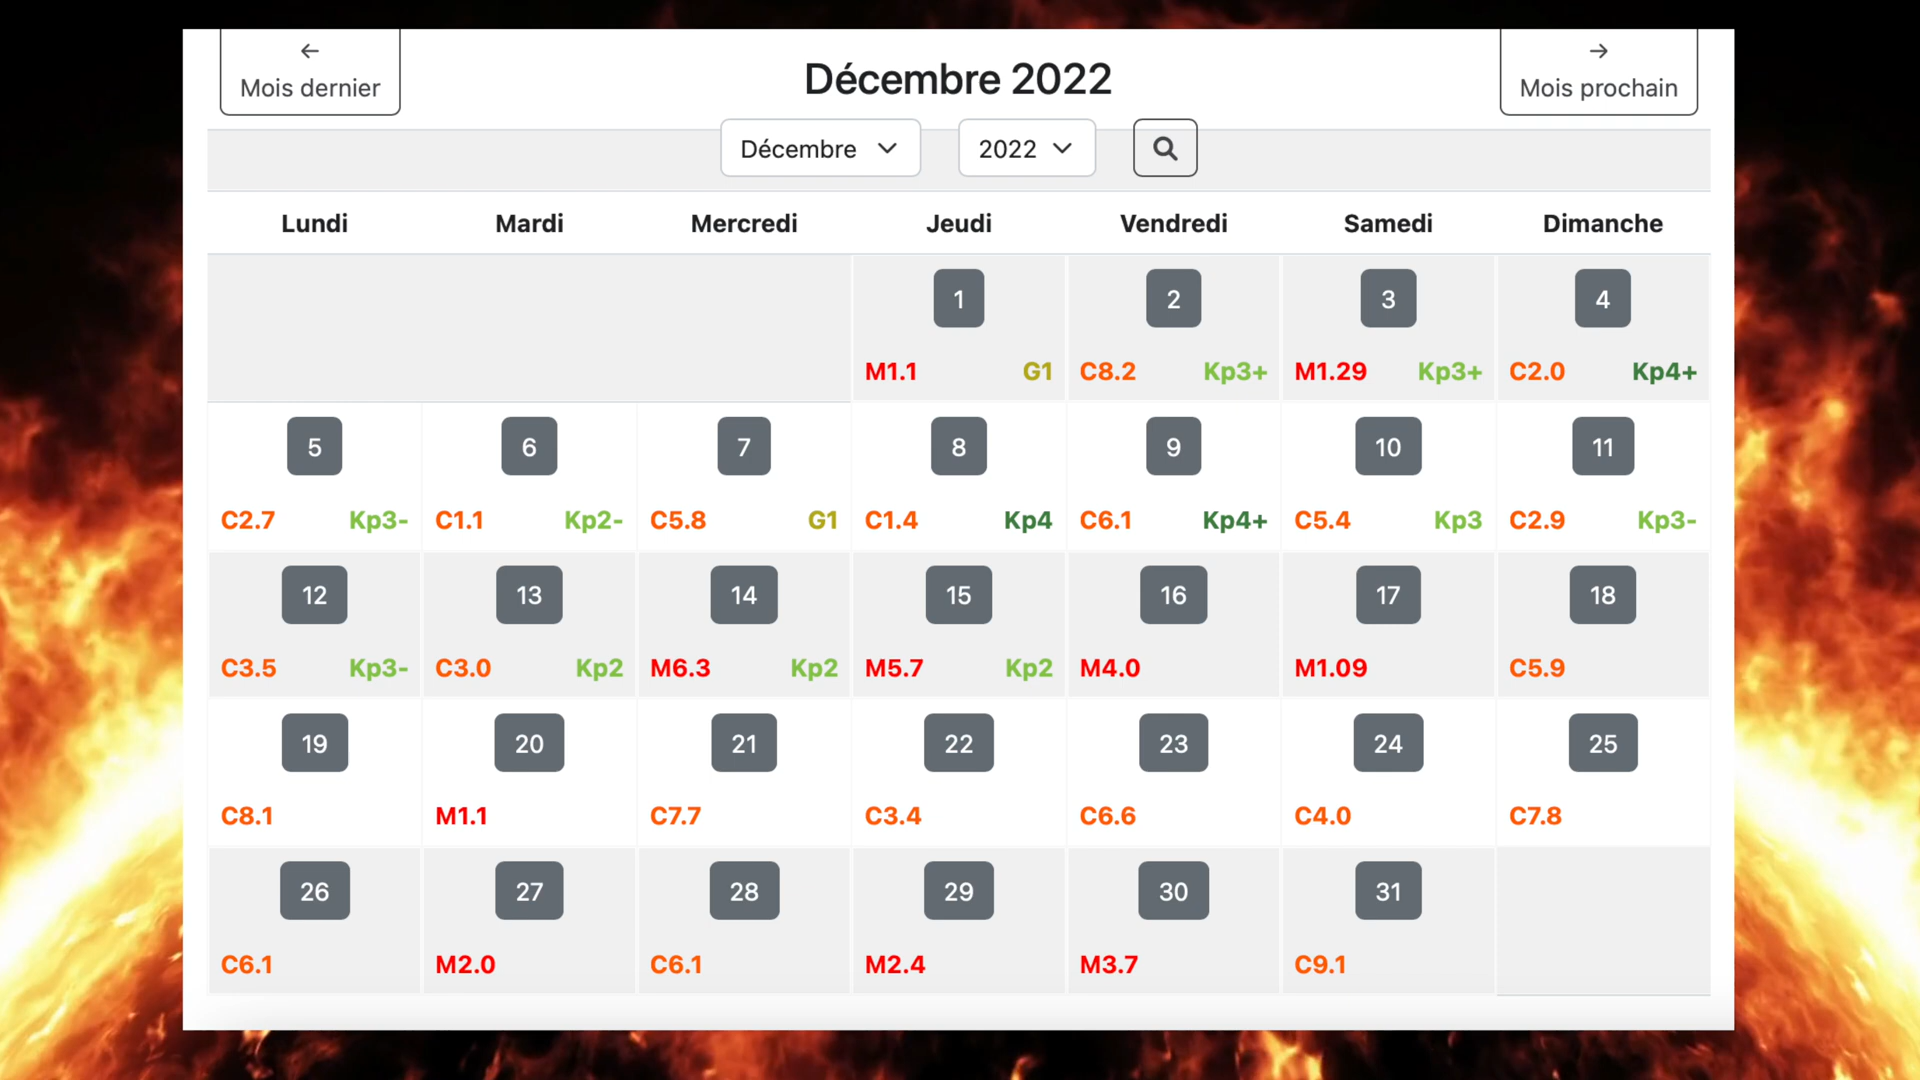 ← →
Mois dernier Décembre 2022 Mois prochain
Décembre 2022
Lundi Mardi Mercredi Jeudi Vendredi Samedi Dimanche
1 2 3 4
M1.1 G1 C8.2 Kp3+ M1.29 Kp3+ C2.0 Kp4+
5 6 7 8 9 10 11
C2.7 Kp3- C1.1 Kp2- C5.8 G1 C1.4 Kp4 C6.1 Kp4+ C5.4 Kp3 C2.9 Kp3-
12 13 14 15 16 17 18
C3.5 Kp3- C3.0 Kp2 M6.3 Kp2 M5.7 Kp2 M4.0 M1.09 C5.9
19 20 21 22 23 24 25
C8.1 M1.1 C7.7 C3.4 C6.6 C4.0 C7.8
26 27 28 29 30 31
C6.1 M2.0 C6.1 M2.4 M3.7 C9.1